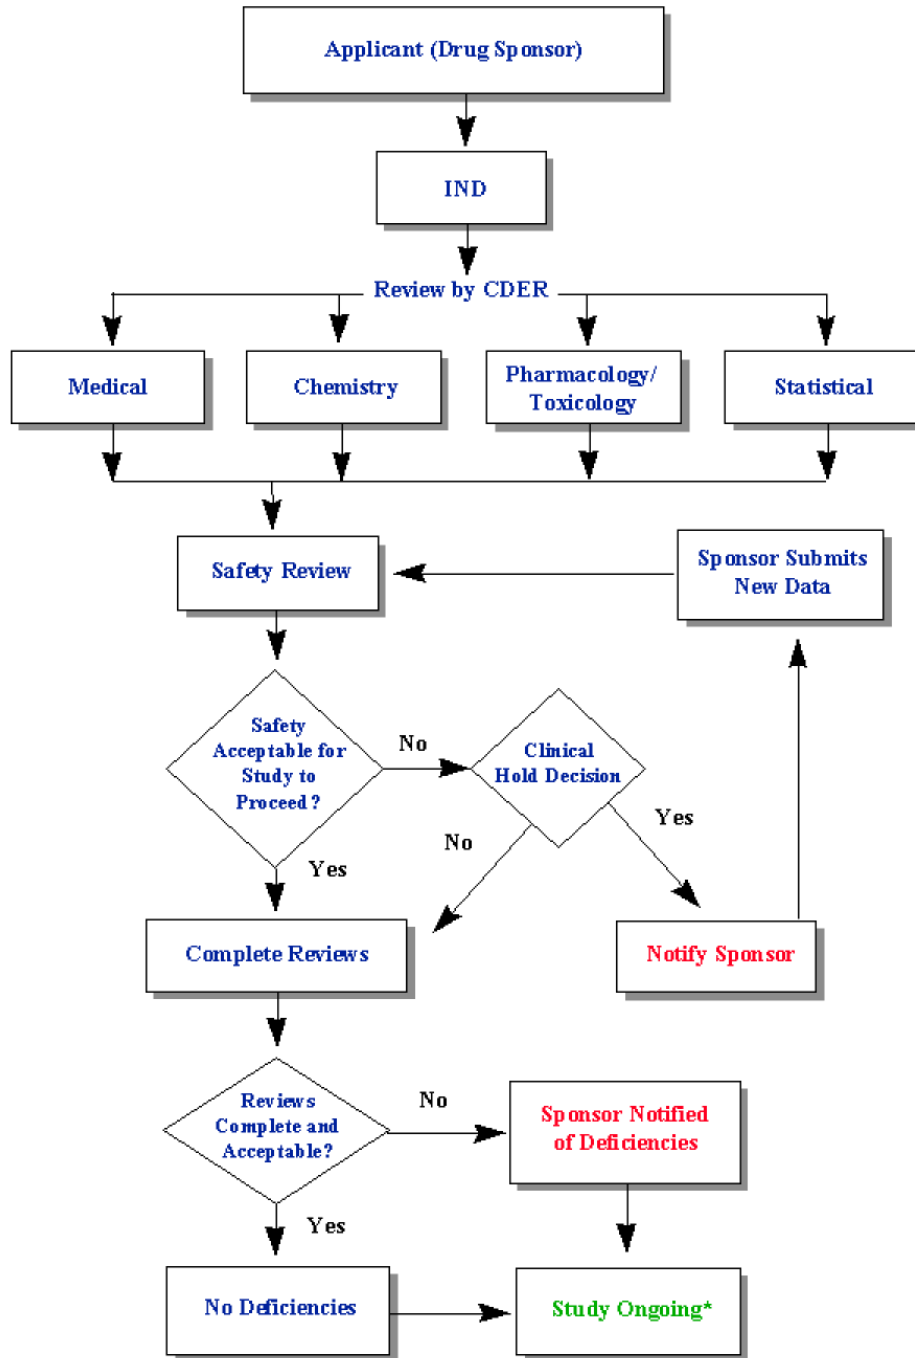 Applicant (Drug Sponsor)
IND
Review by CDER
Medical
Chemistry
Pharmacology/
Toxicology
Statistical
Safety Review
Sponsor Submits
New Data
Safety
Acceptable for
Study to
Proceed?
No
Clinical
Hold Decision
No
Yes
Yes
Complete Reviews
Notify Sponsor
Reviews
Complete and
Acceptable?
No
Sponsor Notified
of Deficiencies
Yes
No Deficiencies
Study Ongoing*